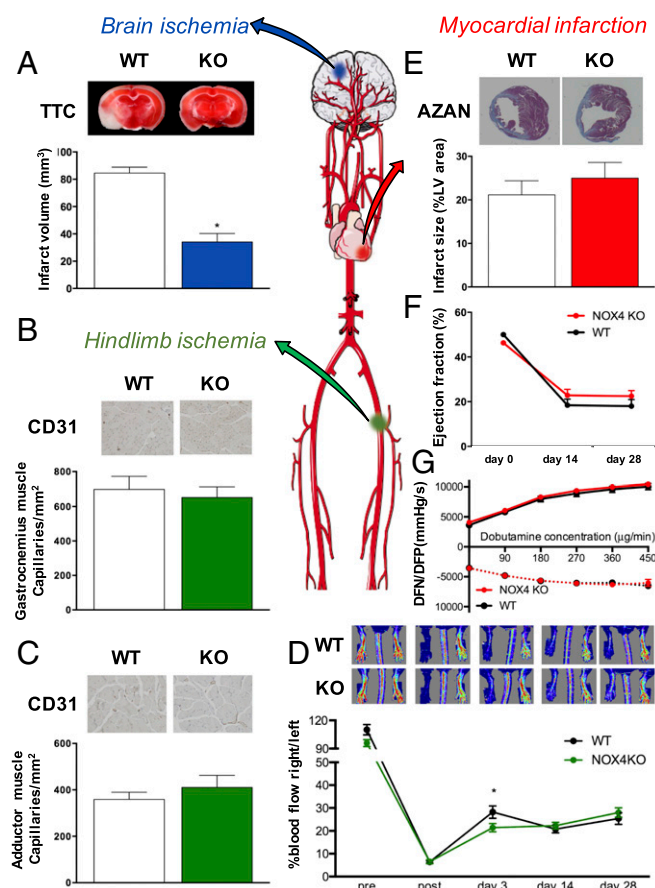 Brain ischemia
Myocardial infarction
A
WT KO
TTC
Infarct volume (mm3)
100
80
60
40
20
0
*
E
WT KO
AZAN
Infarct size (%LV area)
30
20
10
0
B
Hindlimb ischemia
WT KO
CD31
Gastrocnemius muscle
Capillaries/mm2
800
600
400
200
0
F
Ejection fraction (%)
60
40
20
0
NOX4 KO
WT
day 0 day 14 day 28
G
DFN/DFP(mmHg/s)
10000
5000
0
-5000
10000
Dobutamine concentration (µg/min)
90 180 270 360 450
NOX4 KO
WT
C
WT KO
CD31
Adductor muscle
Capillaries/mm2
600
400
200
0
D
WT
KO
%blood flow right/left
120
90
40
30
20
10
0
*
WT
NOX4KO
pre post day 3 day 14 day 28